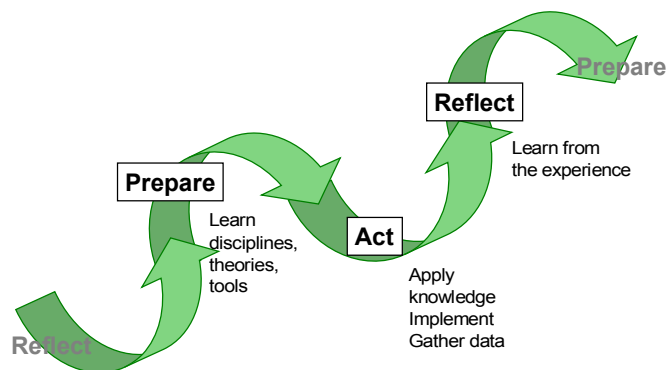 Prepare
Reflect
Learn from
the experience
Prepare
Learn
disciplines,
theories,
tools
Act
Apply
knowledge
Implement
Gather data
Reflect